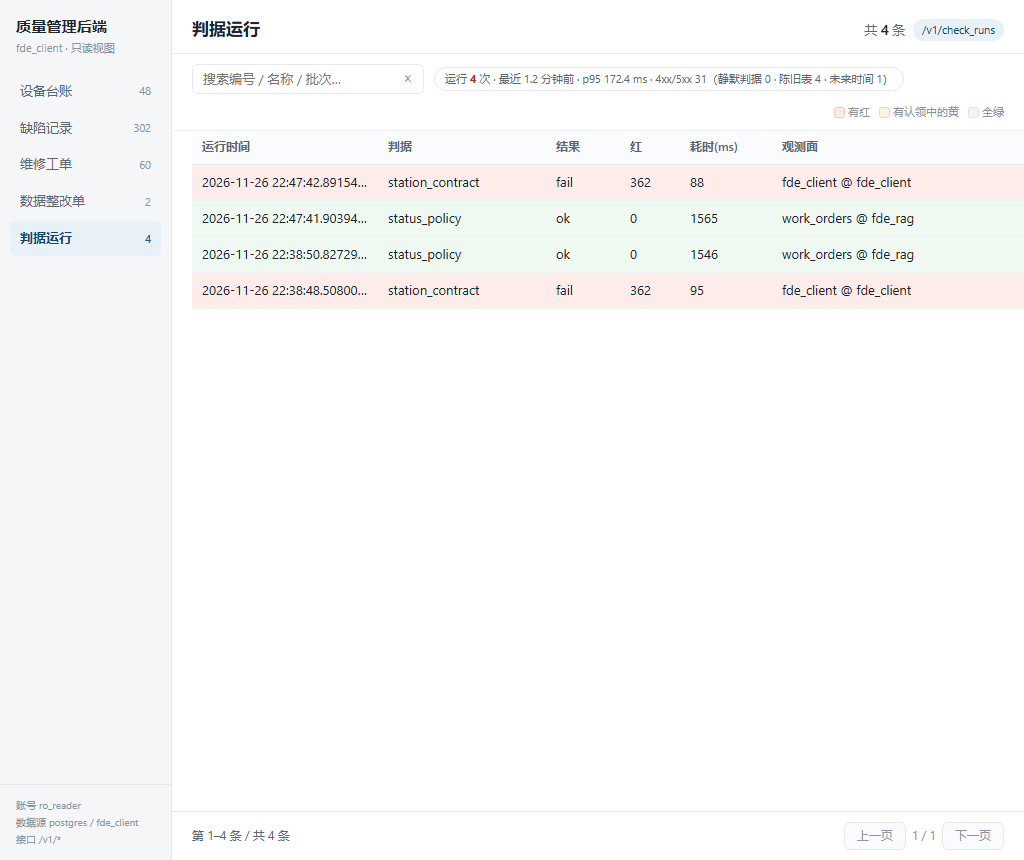 质量管理后端
fde_client · 只读视图
设备台账 48
缺陷记录 302
维修工单 60
数据整改单 2
判据运行 4
账号 ro_reader
数据源 postgres / fde_client
接口 /v1/*
判据运行
共 4 条 /v1/check_runs
搜索编号 / 名称 / 批次... ×
运行 4 次 · 最近 1.2 分钟前 · p95 172.4 ms · 4xx/5xx 31（静默判据 0 · 陈旧表 4 · 未来时间 1）
有红 有认领中的黄 全绿
运行时间 判据 结果 红 耗时(ms) 观测面
2026-11-26 22:47:42.89154... station_contract fail 362 88 fde_client @ fde_client
2026-11-26 22:47:41.90394... status_policy ok 0 1565 work_orders @ fde_rag
2026-11-26 22:38:50.82729... status_policy ok 0 1546 work_orders @ fde_rag
2026-11-26 22:38:48.50800... station_contract fail 362 95 fde_client @ fde_client
第 1–4 条 / 共 4 条
上一页 1 / 1 下一页